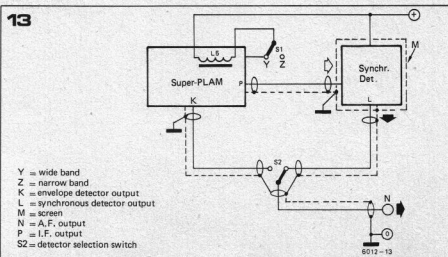 13
+
L6
S1
Y Z
M
Super-PLAM
P
Synchr.
Det.
K
L
S2
Y = wide band
Z = narrow band
K = envelope detector output
L = synchronous detector output
M = screen
N = A.F. output
P = I.F. output
S2 = detector selection switch
N
0
6012-13